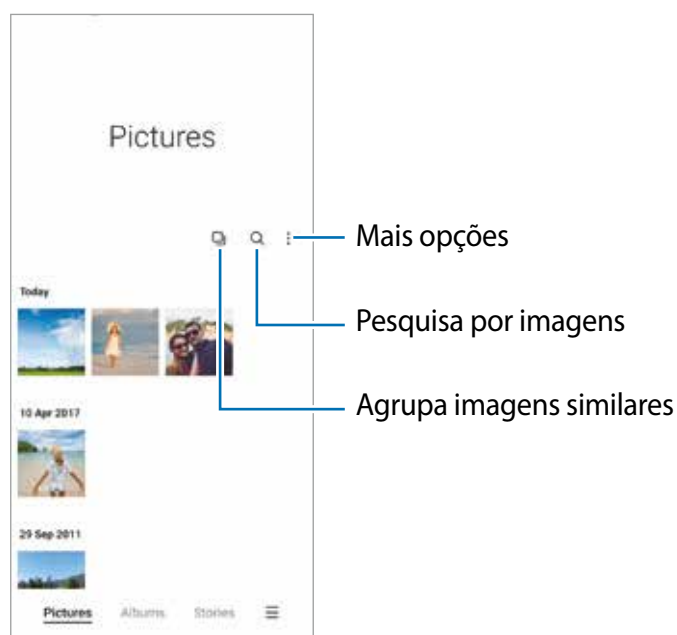 Pictures
Mais opções
Today
Pesquisa por imagens
Agrupa imagens similares
10 Apr 2017
29 Sep 2011
Pictures Albums Stories